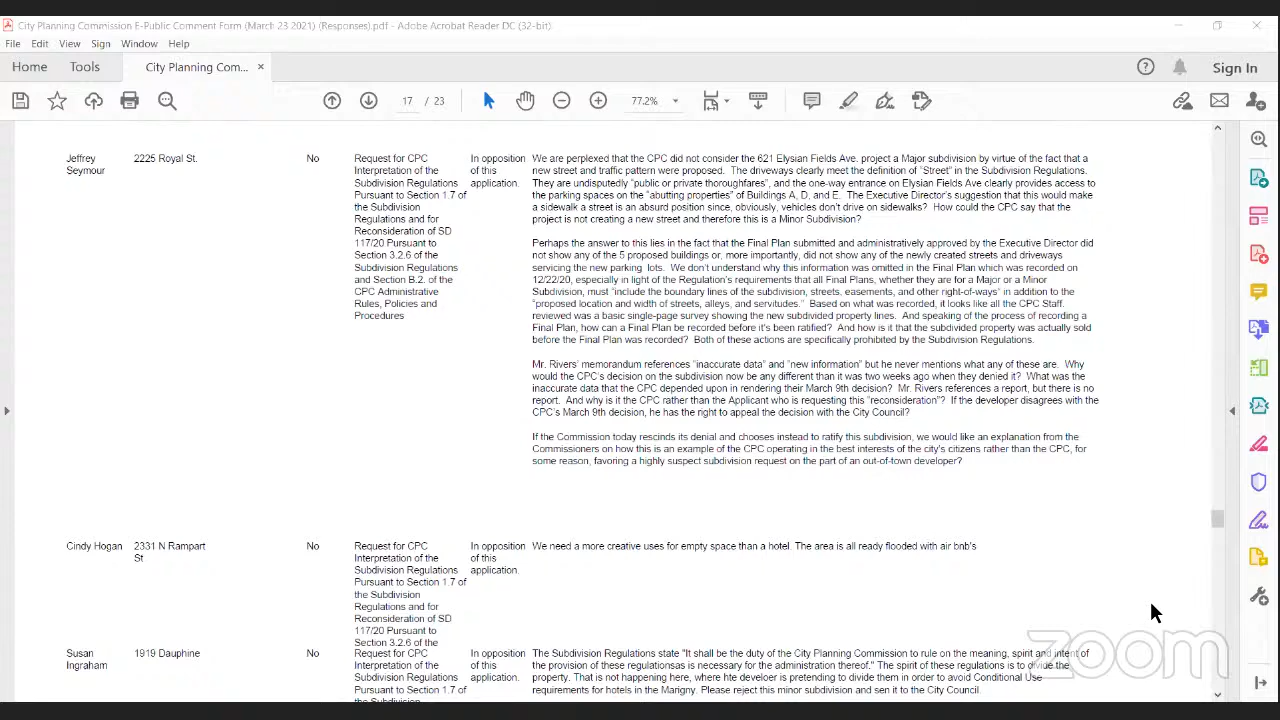 City Planning Commission E-Public Comment Form (March 23 2021) (Responses).pdf - Adobe Acrobat Reader DC (32-bit)
File Edit View Sign Window Help
Home Tools City Planning Com... × Sign In
17 / 23 77.2%
Jeffrey Seymour
2225 Royal St.
No
Request for CPC
Interpretation of the
Subdivision Regulations
Pursuant to Section 1.7 of
the Subdivision
Regulations and for
Reconsideration of SD
117/20 Pursuant to
Section 3.2.6 of the
Subdivision Regulations
and Section B.2. of the
CPC Administrative
Rules, Policies and
Procedures
In opposition
of this
application.
We are perplexed that the CPC did not consider the 621 Elysian Fields Ave. project a Major subdivision by virtue of the fact that a
new street and traffic pattern were proposed. The driveways clearly meet the definition of "Street" in the Subdivision Regulations.
They are undisputedly "public or private thoroughfares", and the one-way entrance on Elysian Fields Ave clearly provides access to
the parking spaces on the "abutting properties" of Buildings A, D, and E. The Executive Director's suggestion that this would make
a sidewalk a street is an absurd position since, obviously, vehicles don't drive on sidewalks? How could the CPC say that the
project is not creating a new street and therefore this is a Minor Subdivision?
Perhaps the answer to this lies in the fact that the Final Plan submitted and administratively approved by the Executive Director did
not show any of the 5 proposed buildings or, more importantly, did not show any of the newly created streets and driveways
servicing the new parking lots. We don't understand why this information was omitted in the Final Plan which was recorded on
12/22/20, especially in light of the Regulation's requirements that all Final Plans, whether they are for a Major or a Minor
Subdivision, must "include the boundary lines of the subdivision, streets, easements, and other right-of-ways" in addition to the
"proposed location and width of streets, alleys, and servitudes." Based on what was recorded, it looks like all the CPC Staff.
reviewed was a basic single-page survey showing the new subdivided property lines. And speaking of the process of recording a
Final Plan, how can a Final Plan be recorded before it's been ratified? And how is it that the subdivided property was actually sold
before the Final Plan was recorded? Both of these actions are specifically prohibited by the Subdivision Regulations.
Mr. Rivers' memorandum references "inaccurate data" and "new information" but he never mentions what any of these are. Why
would the CPC's decision on the subdivision now be any different than it was two weeks ago when they denied it? What was the
inaccurate data that the CPC depended upon in rendering their March 9th decision? Mr. Rivers references a report, but there is no
report. And why is it the CPC rather than the Applicant who is requesting this "reconsideration"? If the developer disagrees with the
CPC's March 9th decision, he has the right to appeal the decision with the City Council?
If the Commission today rescinds its denial and chooses instead to ratify this subdivision, we would like an explanation from the
Commissioners on how this is an example of the CPC operating in the best interests of the city's citizens rather than the CPC, for
some reason, favoring a highly suspect subdivision request on the part of an out-of-town developer?
Cindy Hogan
2331 N Rampart
St
No
Request for CPC
Interpretation of the
Subdivision Regulations
Pursuant to Section 1.7 of
the Subdivision
Regulations and for
Reconsideration of SD
117/20 Pursuant to
Section 3.2.6 of the
In opposition
of this
application.
We need a more creative uses for empty space than a hotel. The area is all ready flooded with air bnb's
Susan
Ingraham
1919 Dauphine
No
Request for CPC
Interpretation of the
Subdivision Regulations
Pursuant to Section 1.7 of
the Subdivision
In opposition
of this
application.
The Subdivision Regulations state "It shall be the duty of the City Planning Commission to rule on the meaning, spirit and intent of
the provision of these regulationsas is necessary for the administration thereof." The spirit of these regulations is to divide the
property. That is not happening here, where hte develoer is pretending to divide them in order to avoid Conditional Use
requirements for hotels in the Marigny. Please reject this minor subdivision and sen it to the City Council.
zoom